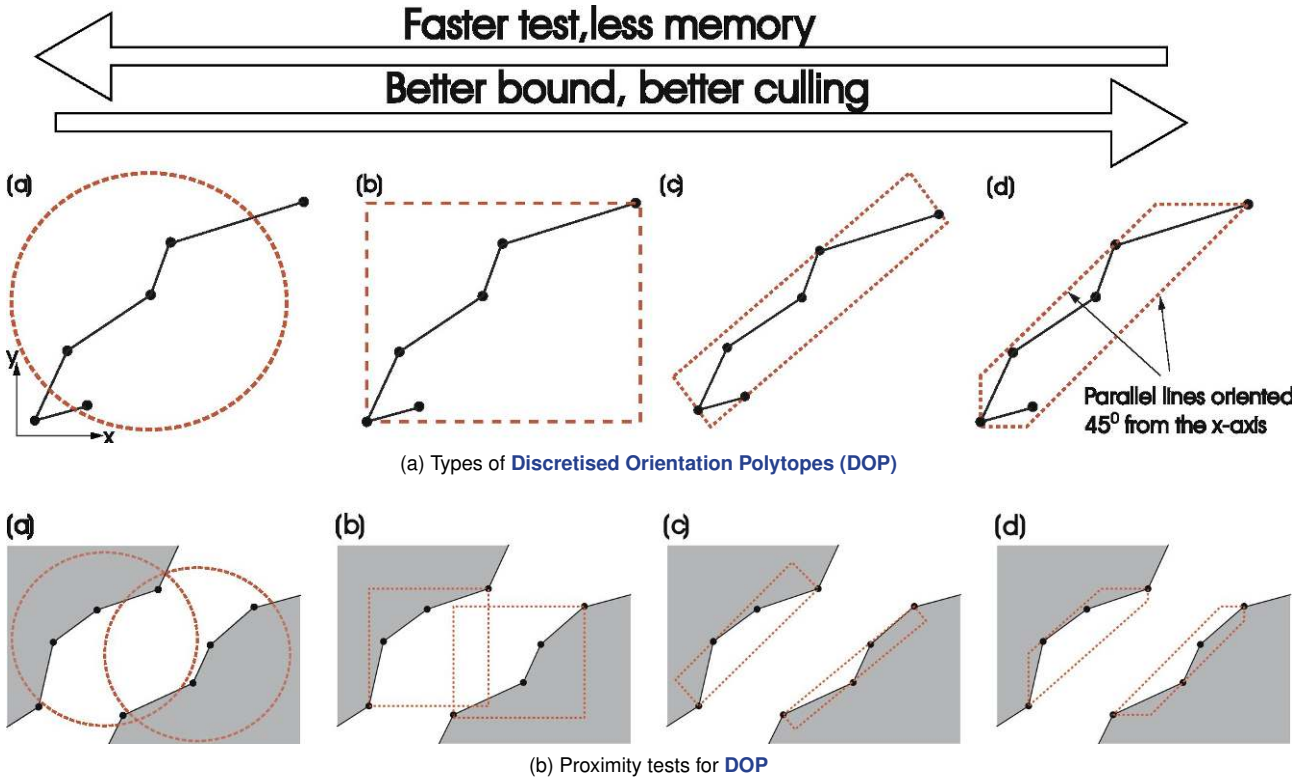 Faster test,less memory
Better bound, better culling
(a)
(b)
(c)
(d)
y
x
Parallel lines oriented
45⁰ from the x-axis
(a) Types of Discretised Orientation Polytopes (DOP)
(a)
(b)
(c)
(d)
(b) Proximity tests for DOP